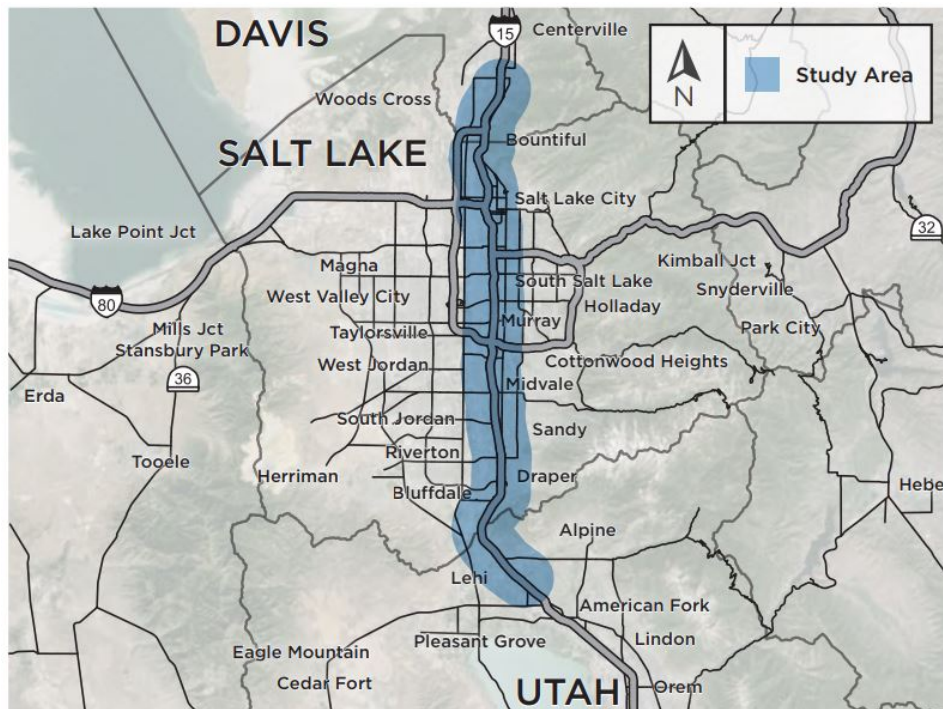 DAVIS
15
Centerville
N
Study Area
Woods Cross
Bountiful
SALT LAKE
Salt Lake City
Lake Point Jct
32
Magna
South Salt Lake
Kimball Jct
Snyderville
80
West Valley City
Holladay
Mills Jct
Taylorsville
Murray
Park City
Stansbury Park
West Jordan
Cottonwood Heights
36
Midvale
Erda
South Jordan
Sandy
Riverton
Tooele
Herriman
Draper
Bluffdale
Hebe
Alpine
Lehi
American Fork
Pleasant Grove
Lindon
Eagle Mountain
Cedar Fort
UTAH
Orem